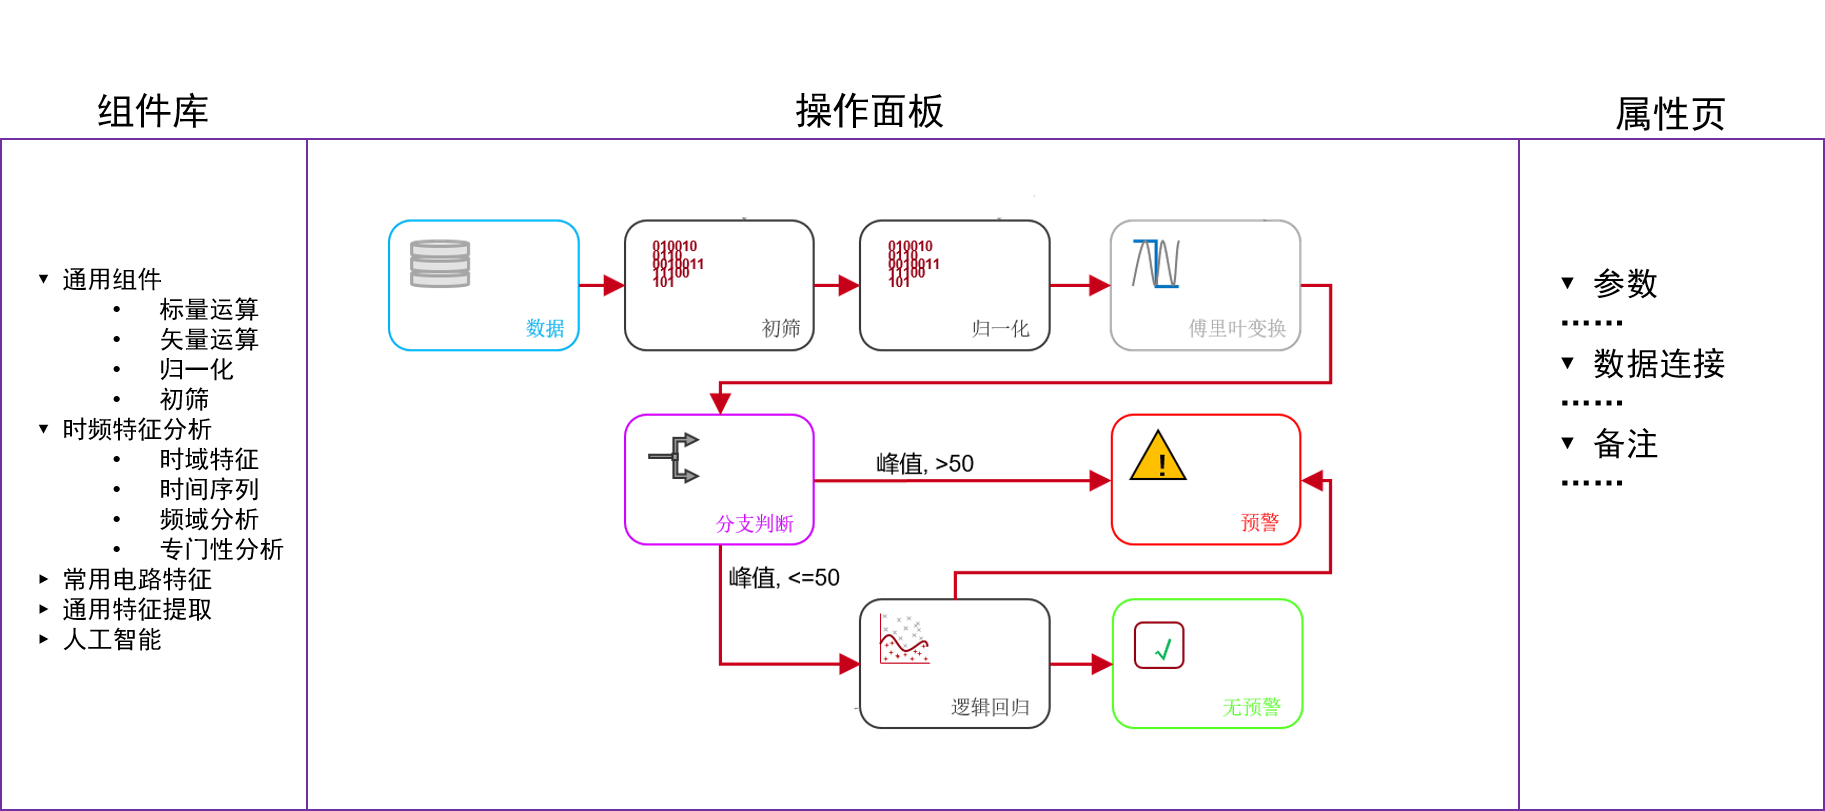 组件库
操作面板
属性页
▼ 通用组件
• 标量运算
• 矢量运算
• 归一化
• 初筛
▼ 时频特征分析
• 时域特征
• 时间序列
• 频域分析
• 专门性分析
► 常用电路特征
► 通用特征提取
► 人工智能
010010
0110
0010011
11100
101
010010
0110
0010011
11100
101
数据
初筛
归一化
傅里叶变换
峰值, >50
!
分支判断
预警
峰值, <=50
逻辑回归
无预警
▼ 参数
……
▼ 数据连接
……
▼ 备注
……